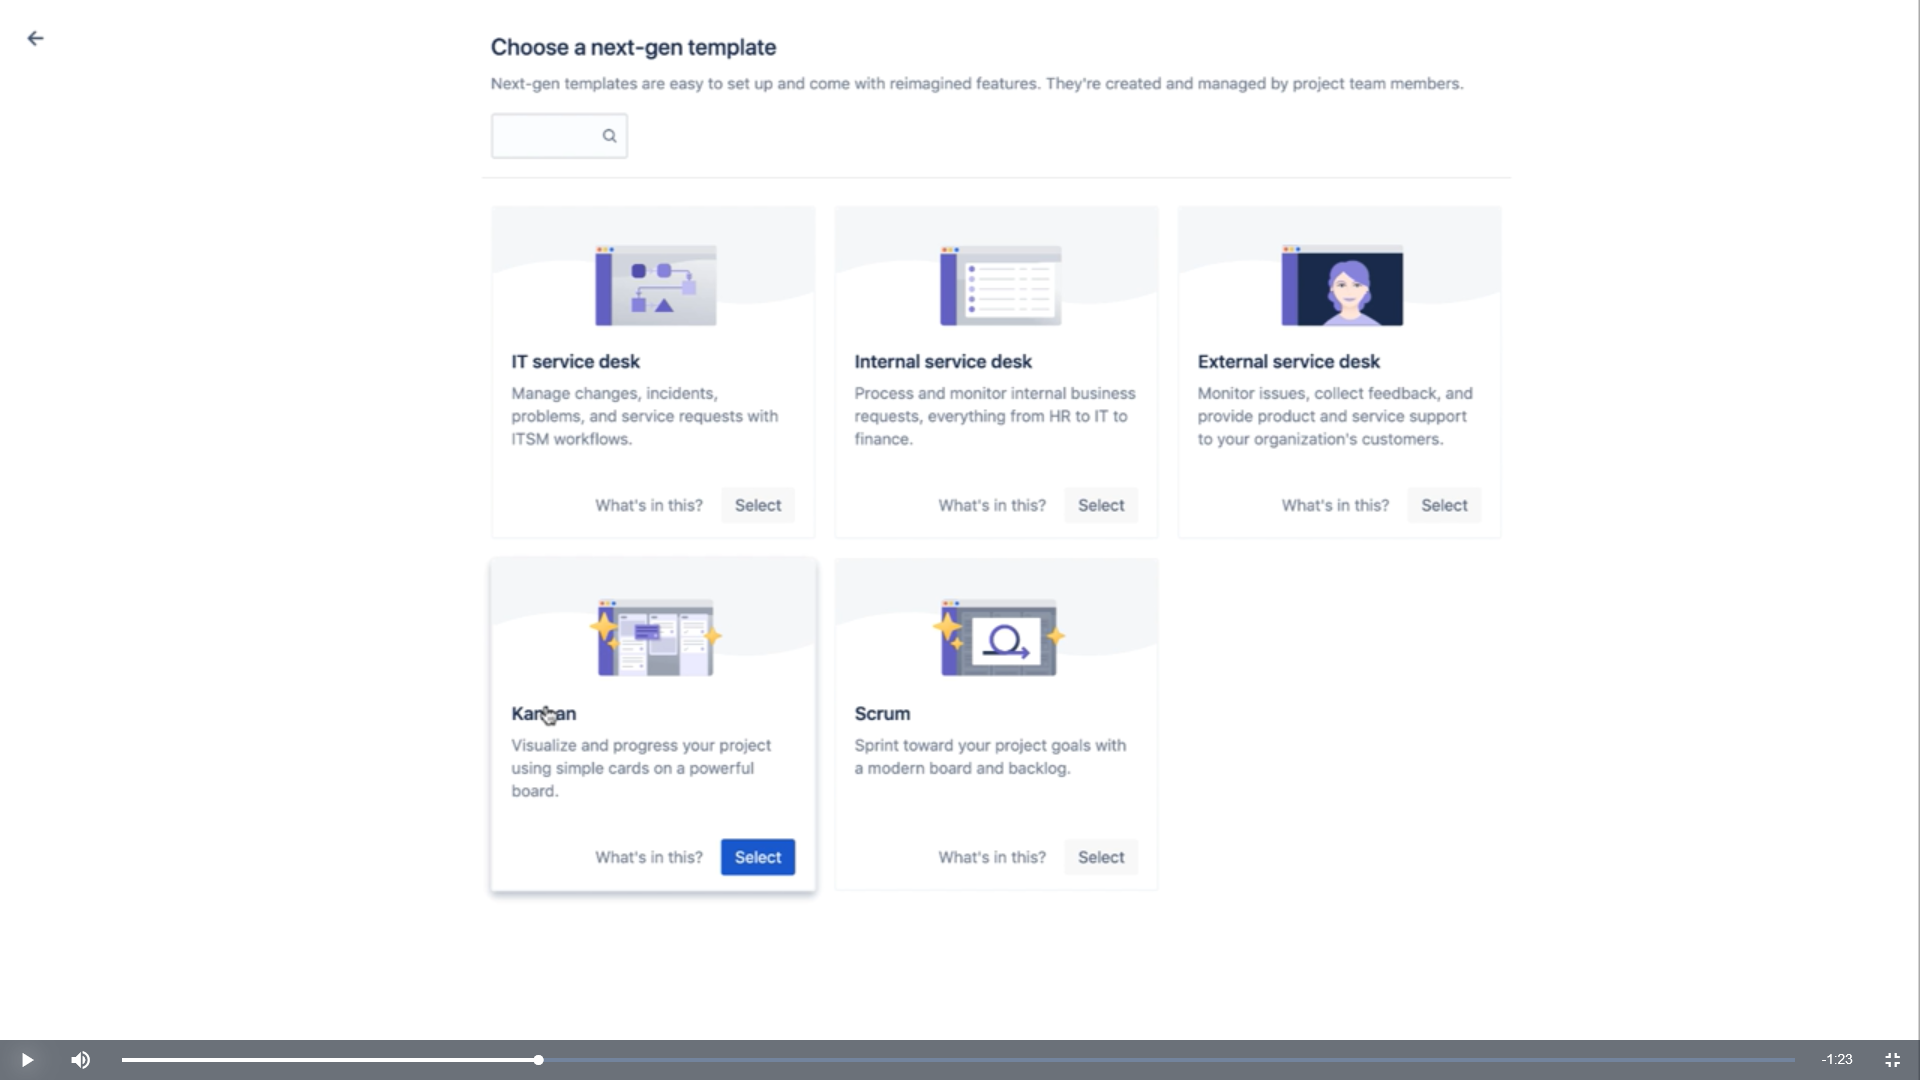 Choose a next-gen template
Next-gen templates are easy to set up and come with reimagined features. They're created and managed by project team members.
IT service desk
Manage changes, incidents,
problems, and service requests with
ITSM workflows.
What's in this? Select
Internal service desk
Process and monitor internal business
requests, everything from HR to IT to
finance.
What's in this? Select
External service desk
Monitor issues, collect feedback, and
provide product and service support
to your organization's customers.
What's in this? Select
Kanban
Visualize and progress your project
using simple cards on a powerful
board.
What's in this? Select
Scrum
Sprint toward your project goals with
a modern board and backlog.
What's in this? Select
-1:23